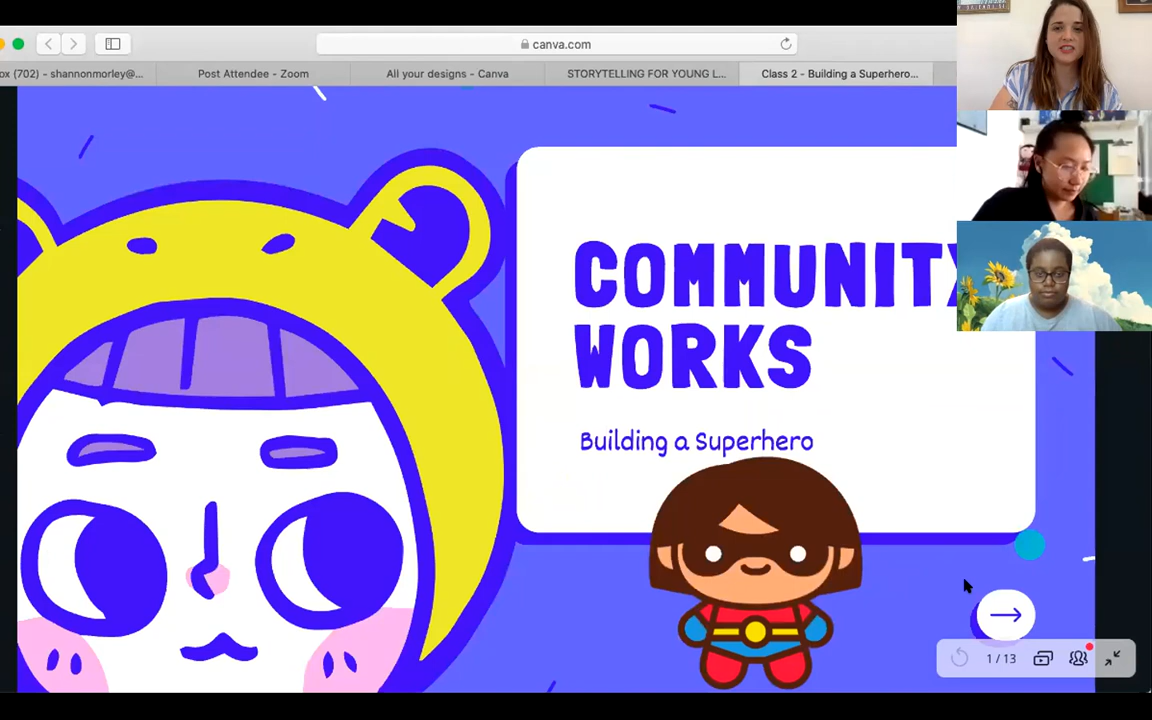 canva.com
ox (702) - shannonmorley@...
Post Attendee - Zoom
All your designs - Canva
STORYTELLING FOR YOUNG L...
Class 2 - Building a Superhero...
COMMUNITY
WORKS
Building a Superhero
1 / 13